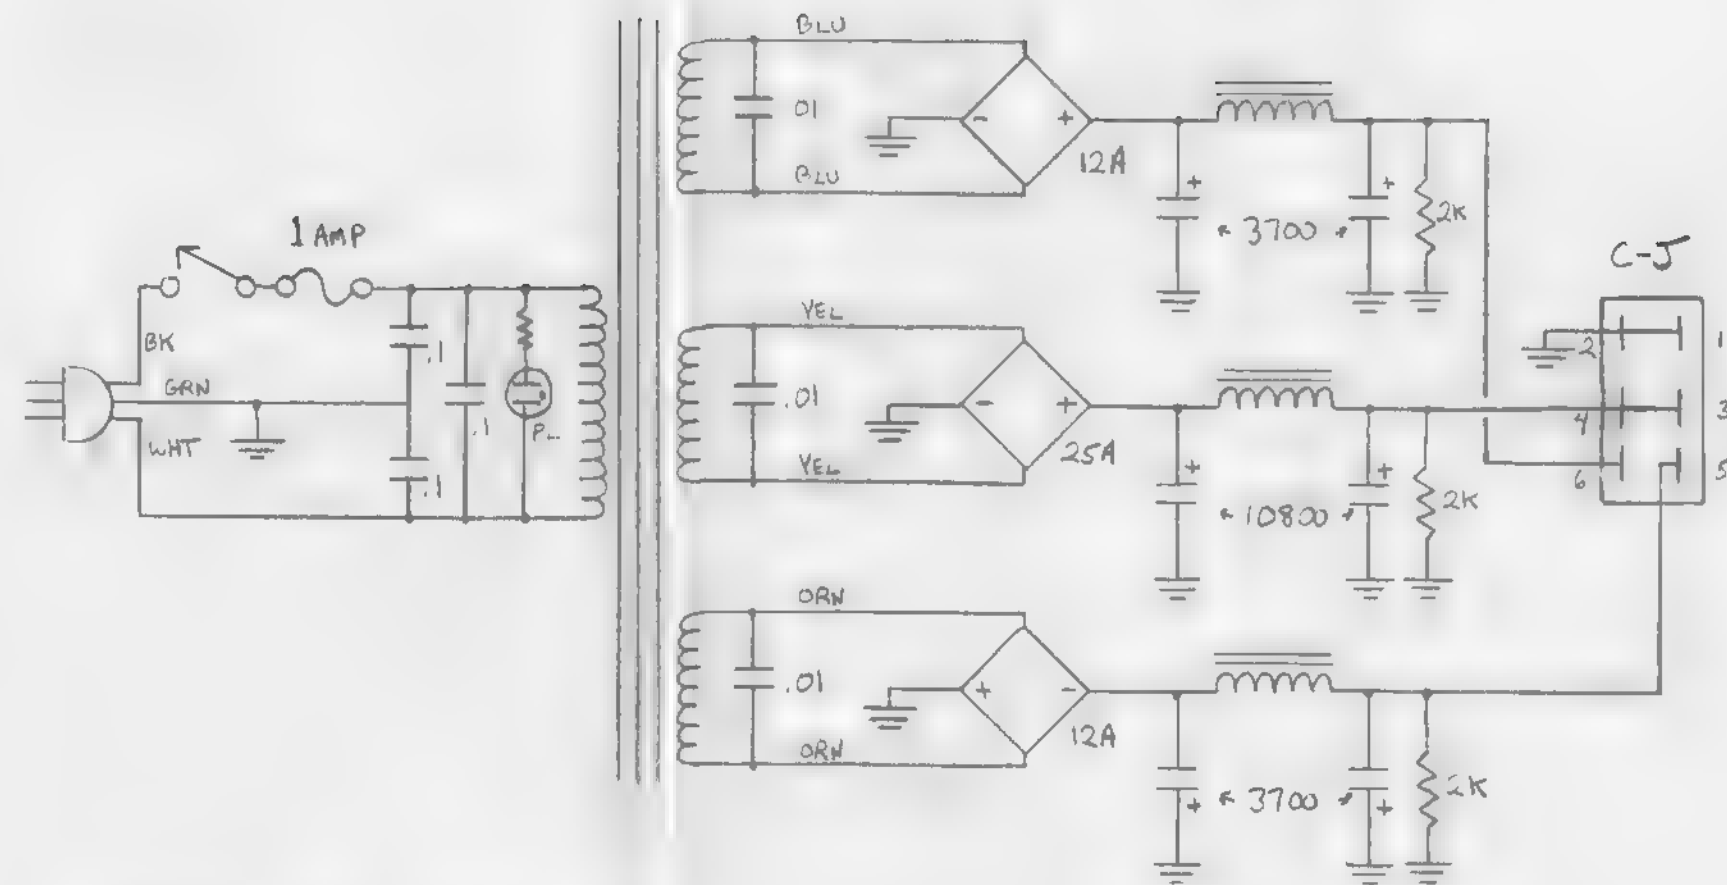 BLU
01
-
+
12A
BLU
+
+
3700
2K
1 AMP
C-J
BK
.1
GRN
.1
WHT
.1
YEL
.01
-
+
25A
YEL
2
1
4
3
6
5
+
+
10800
2K
ORN
.01
+
-
12A
ORN
+
+
3700
2K